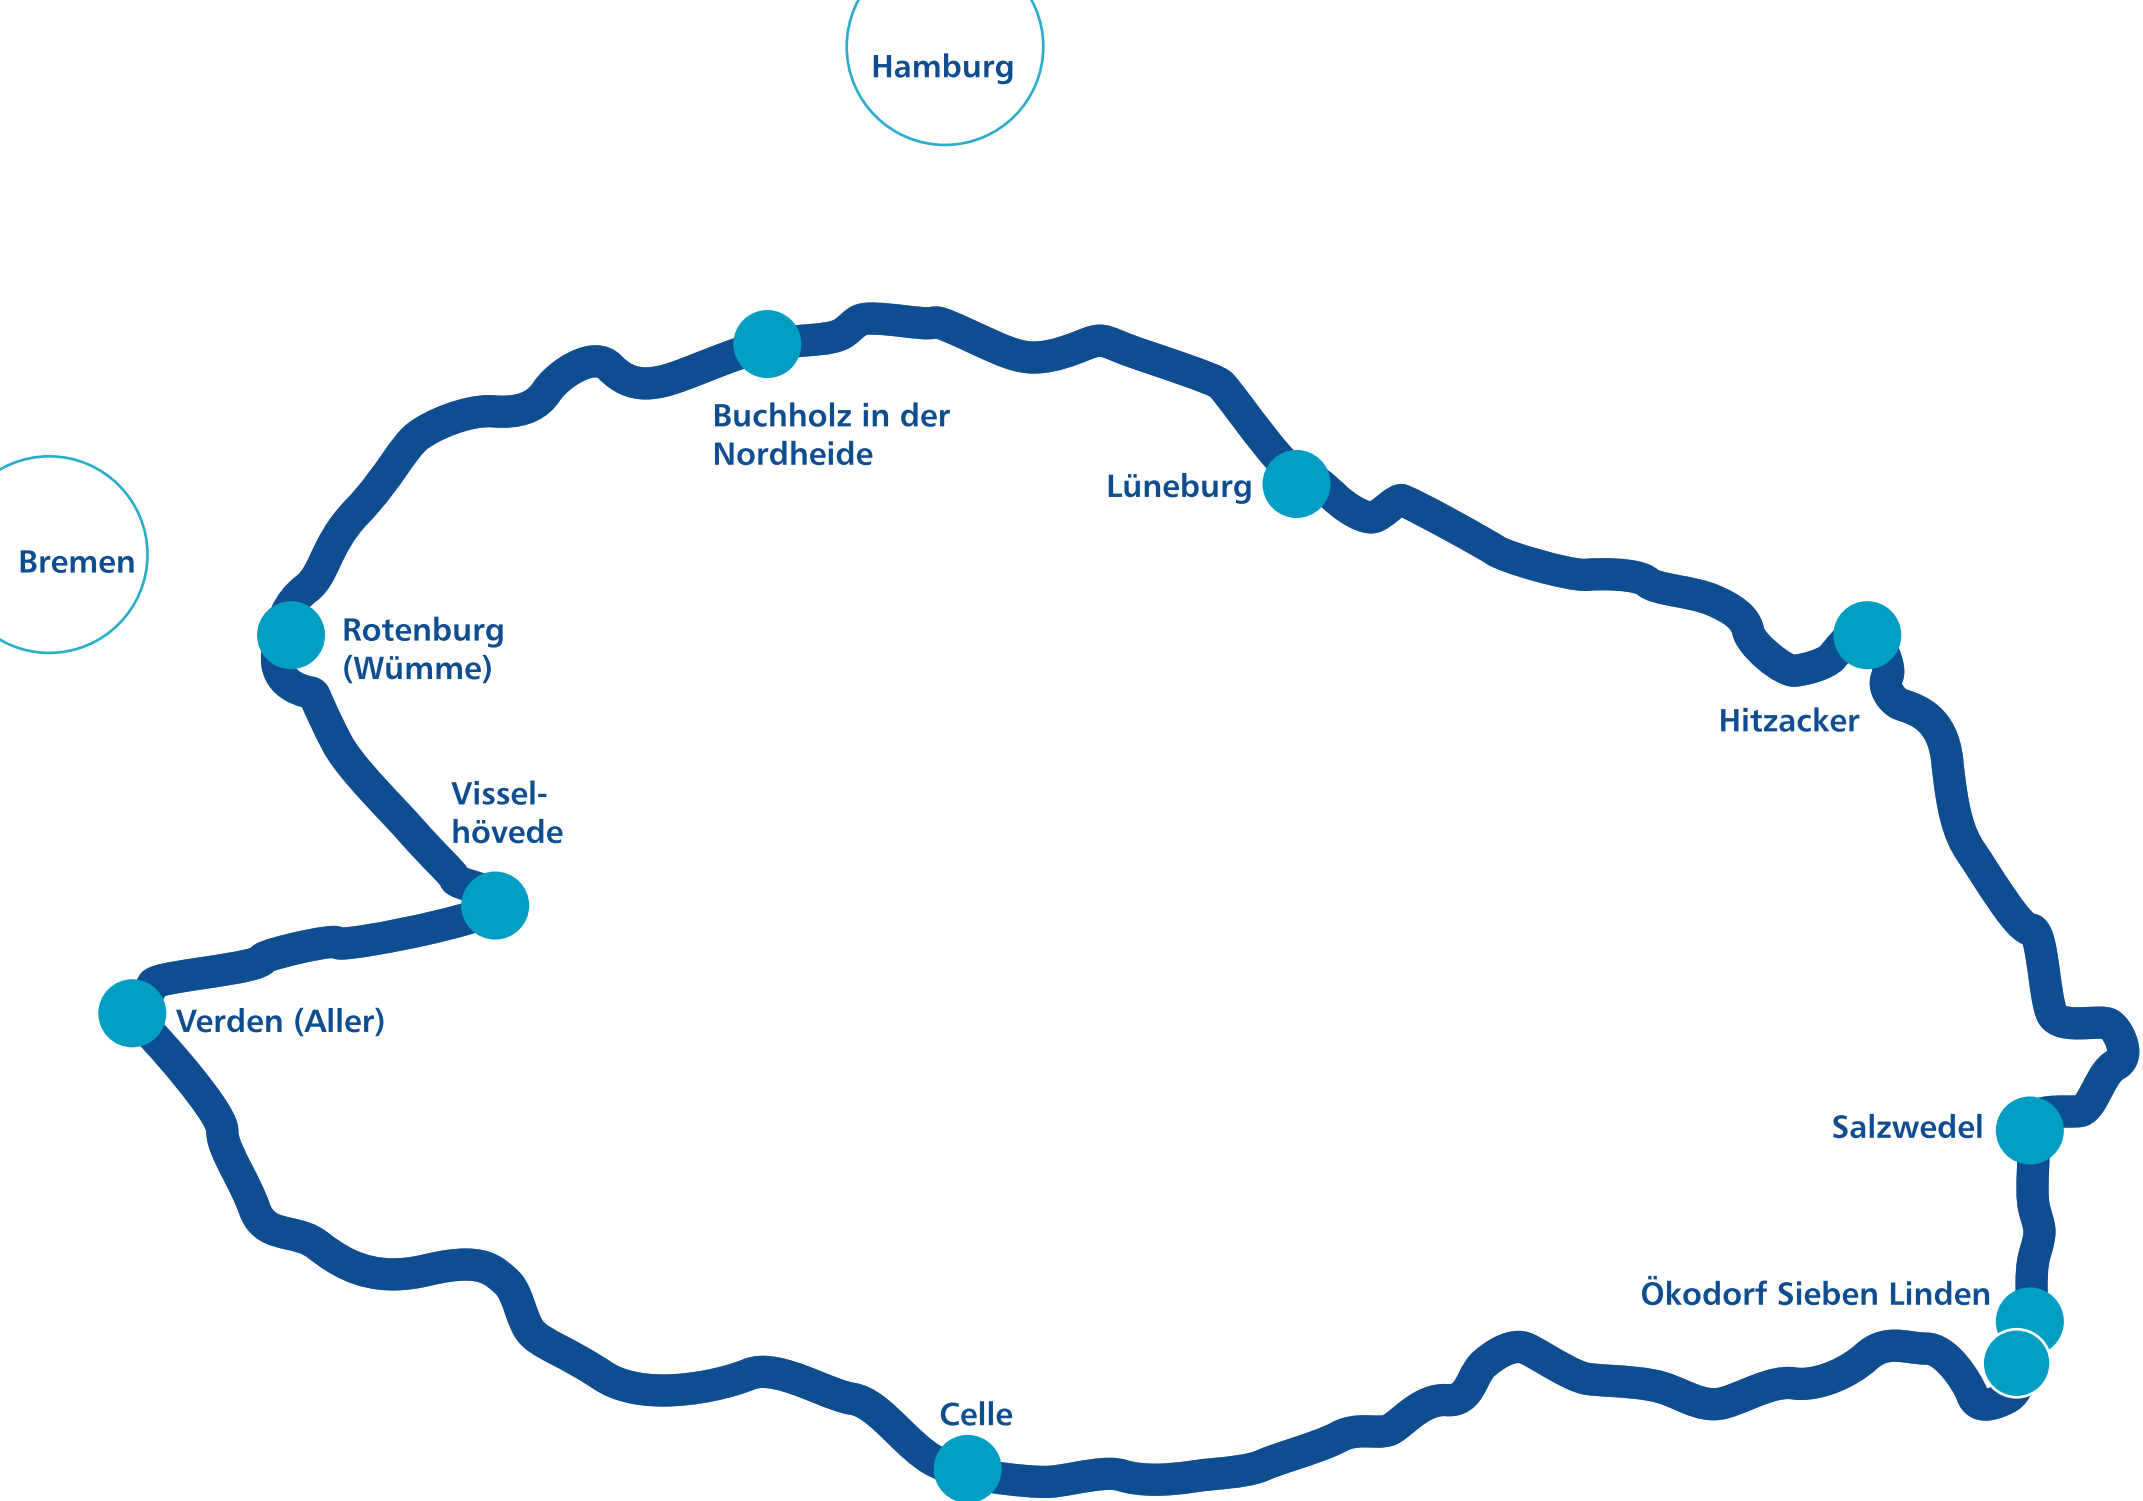 Hamburg
Buchholz in der
Nordheide
Lüneburg
Bremen
Rotenburg
(Wümme)
Hitzacker
Vissel-
hövede
Verden (Aller)
Salzwedel
Ökodorf Sieben Linden
Celle